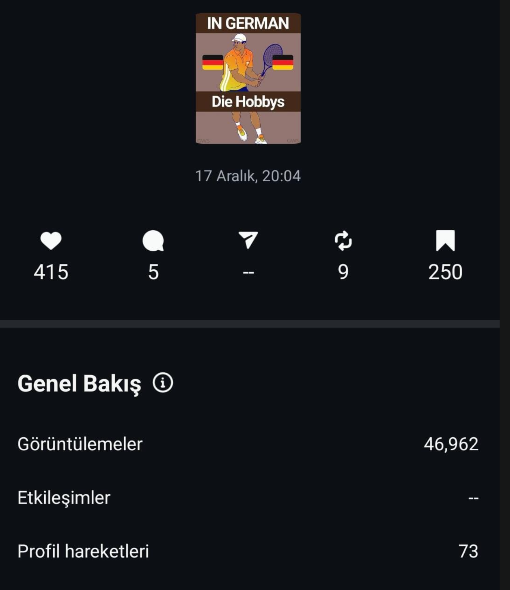 IN GERMAN
Die Hobbys
17 Aralık, 20:04
415 5 -- 9 250
Genel Bakış
Görüntülemeler 46,962
Etkileşimler --
Profil hareketleri 73